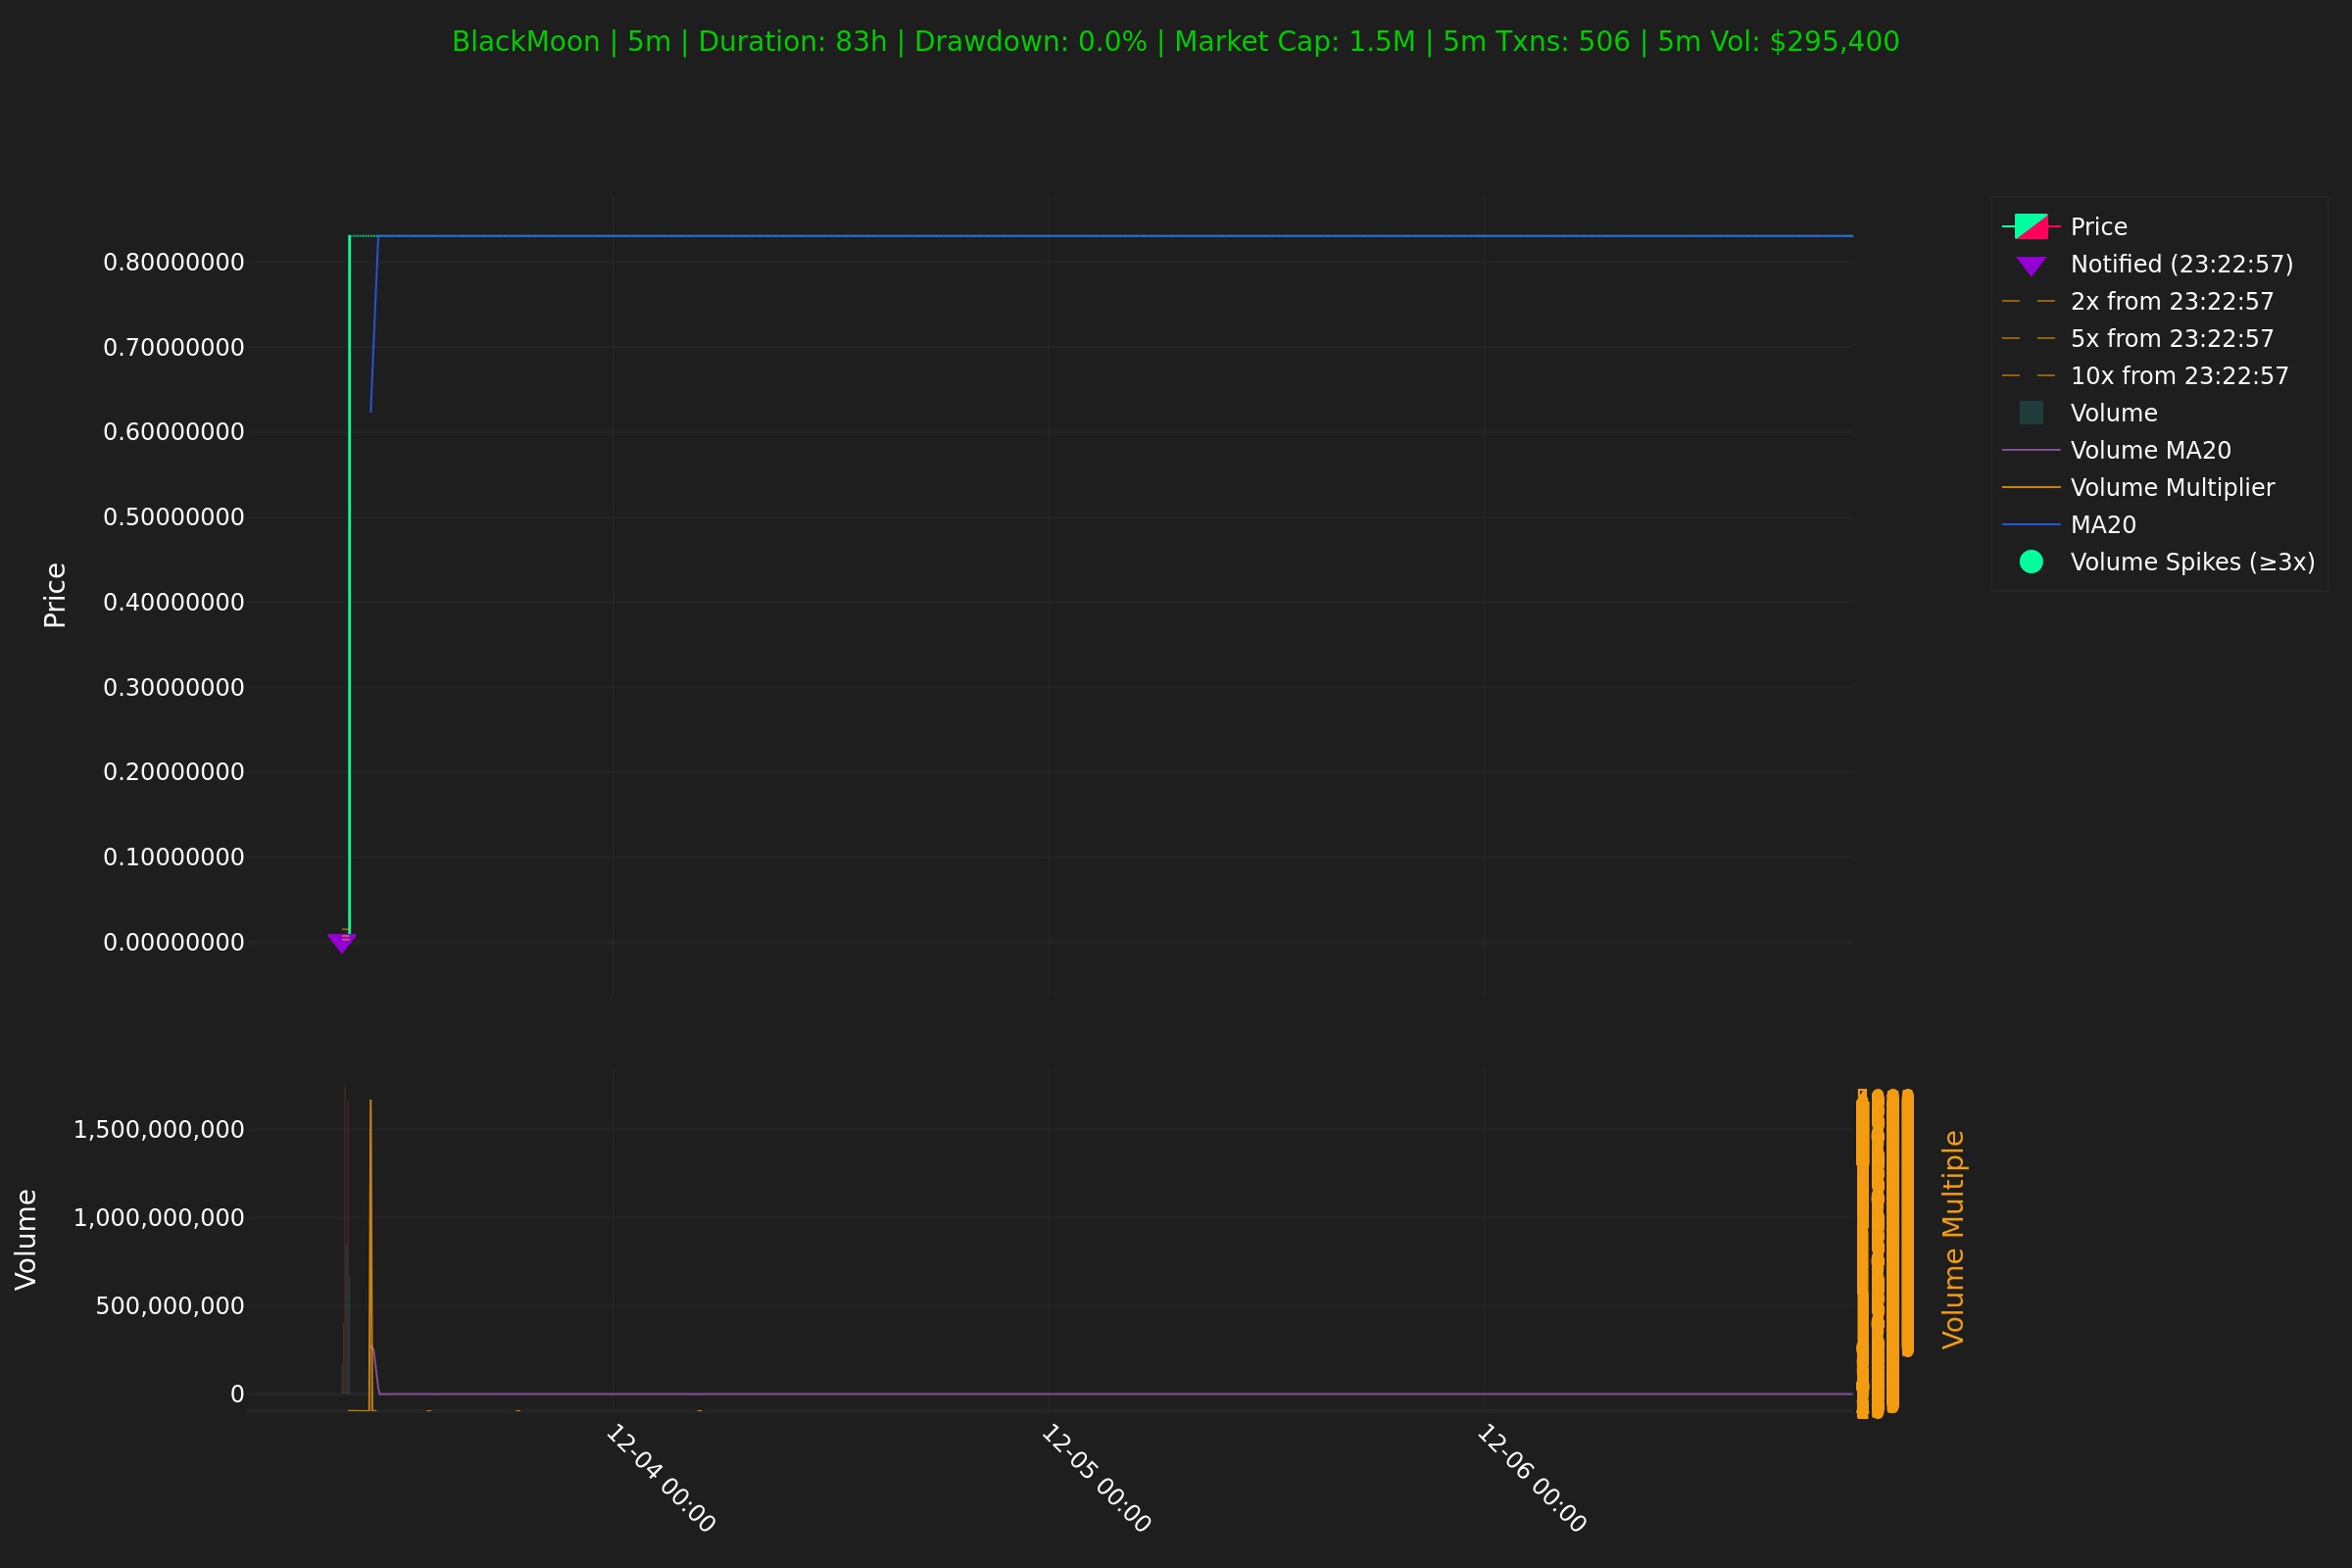 BlackMoon | 5m | Duration: 83h | Drawdown: 0.0% | Market Cap: 1.5M | 5m Txns: 506 | 5m Vol: $295,400
Price
0.80000000
0.70000000
0.60000000
0.50000000
0.40000000
0.30000000
0.20000000
0.10000000
0.00000000
Price
Notified (23:22:57)
2x from 23:22:57
5x from 23:22:57
10x from 23:22:57
Volume
Volume MA20
Volume Multiplier
MA20
Volume Spikes (≥3x)
Volume
1,500,000,000
1,000,000,000
500,000,000
0
Volume Multiple
12-04 00:00
12-05 00:00
12-06 00:00